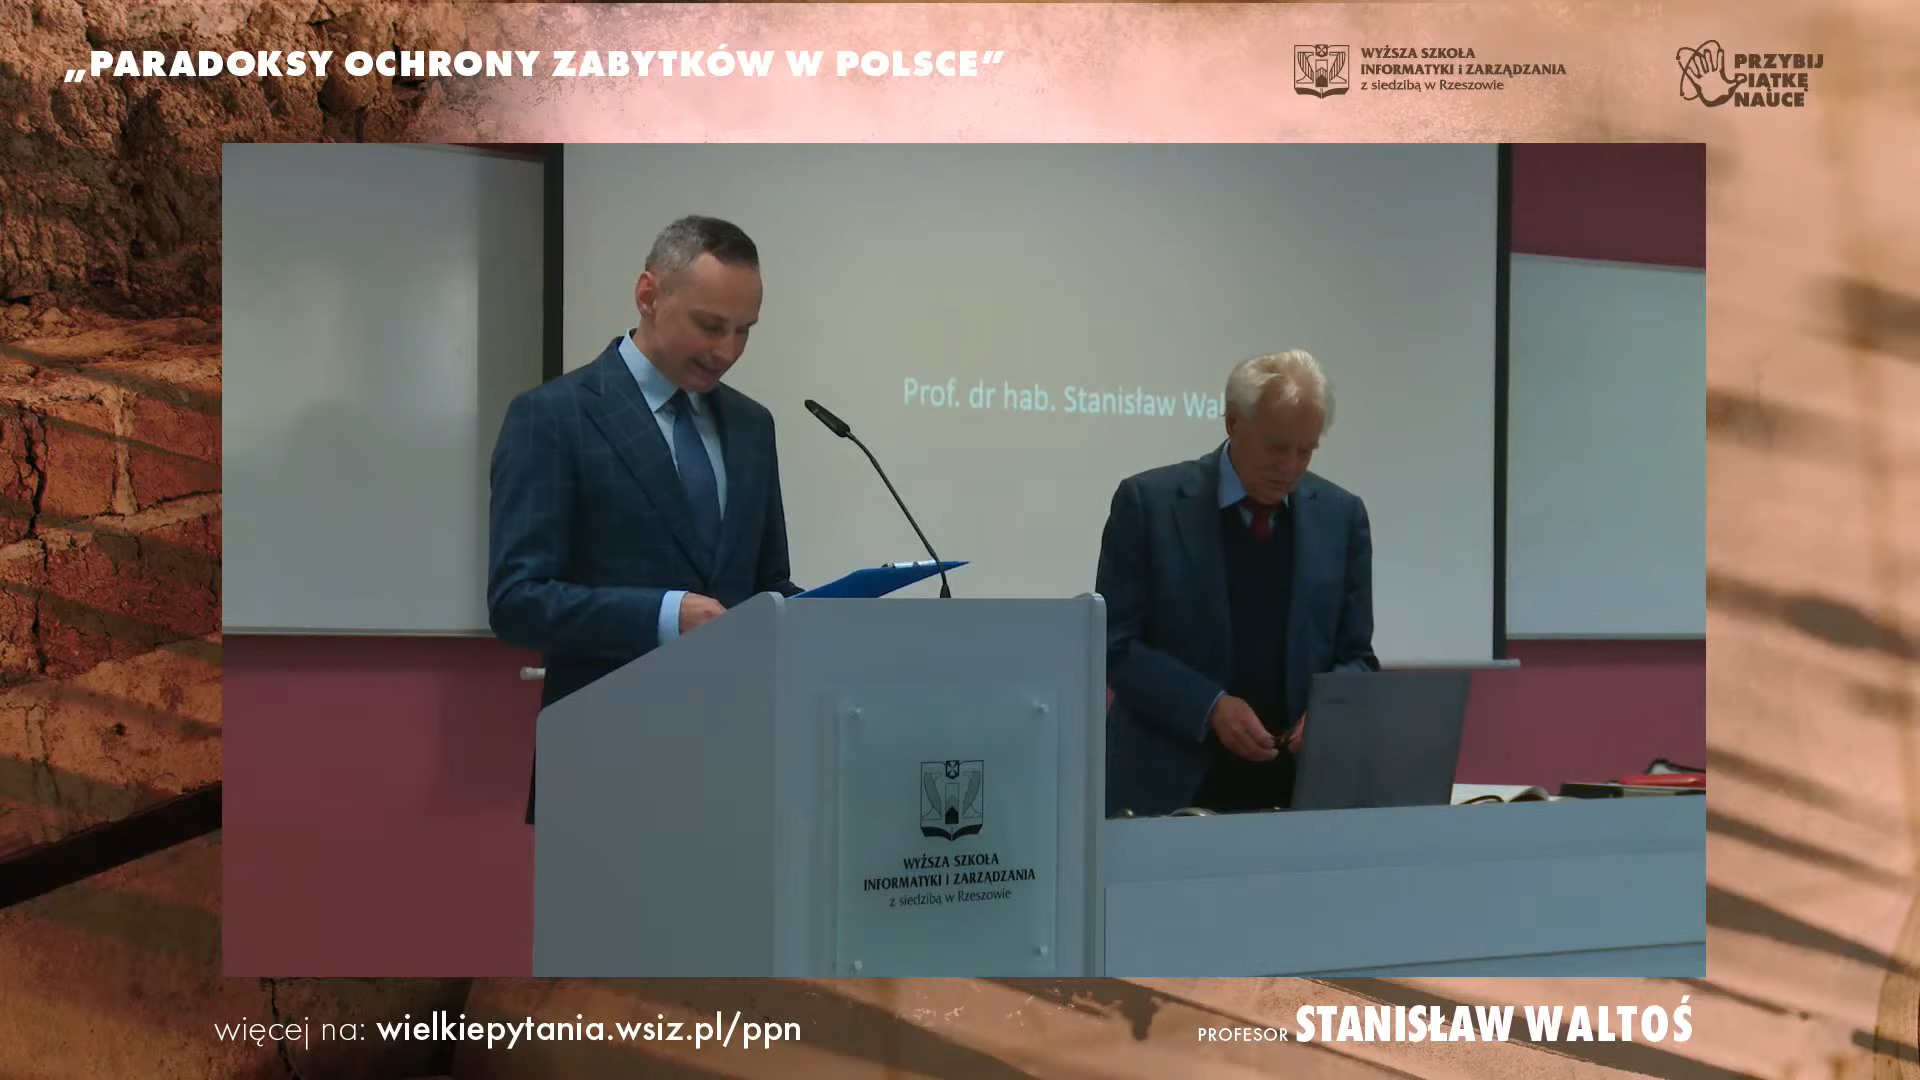 „PARADOKSY OCHRONY ZABYTKÓW W POLSCE”
WYŻSZA SZKOŁA
INFORMATYKI i ZARZĄDZANIA
z siedzibą w Rzeszowie
PRZYBIJ
PIĄTKĘ
NAUCE
Prof. dr hab. Stanisław Wal
WYŻSZA SZKOŁA
INFORMATYKI I ZARZĄDZANIA
z siedzibą w Rzeszowie
więcej na: wielkiepytania.wsiz.pl/ppn
PROFESOR STANISŁAW WALTOŚ